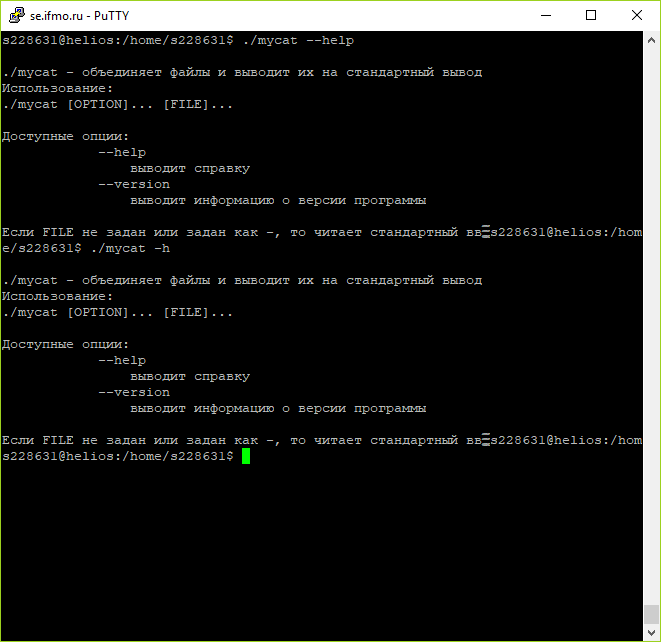 se.ifmo.ru - PuTTY
s228631@helios:/home/s228631$ ./mycat --help
./mycat - объединяет файлы и выводит их на стандартный вывод
Использование:
./mycat [OPTION]... [FILE]...
Доступные опции:
--help
выводит справку
--version
выводит информацию о версии программы
Если FILE не задан или задан как -, то читает стандартный вв s228631@helios:/hom
e/s228631$ ./mycat -h
./mycat - объединяет файлы и выводит их на стандартный вывод
Использование:
./mycat [OPTION]... [FILE]...
Доступные опции:
--help
выводит справку
--version
выводит информацию о версии программы
Если FILE не задан или задан как -, то читает стандартный вв s228631@helios:/hom
s228631@helios:/home/s228631$